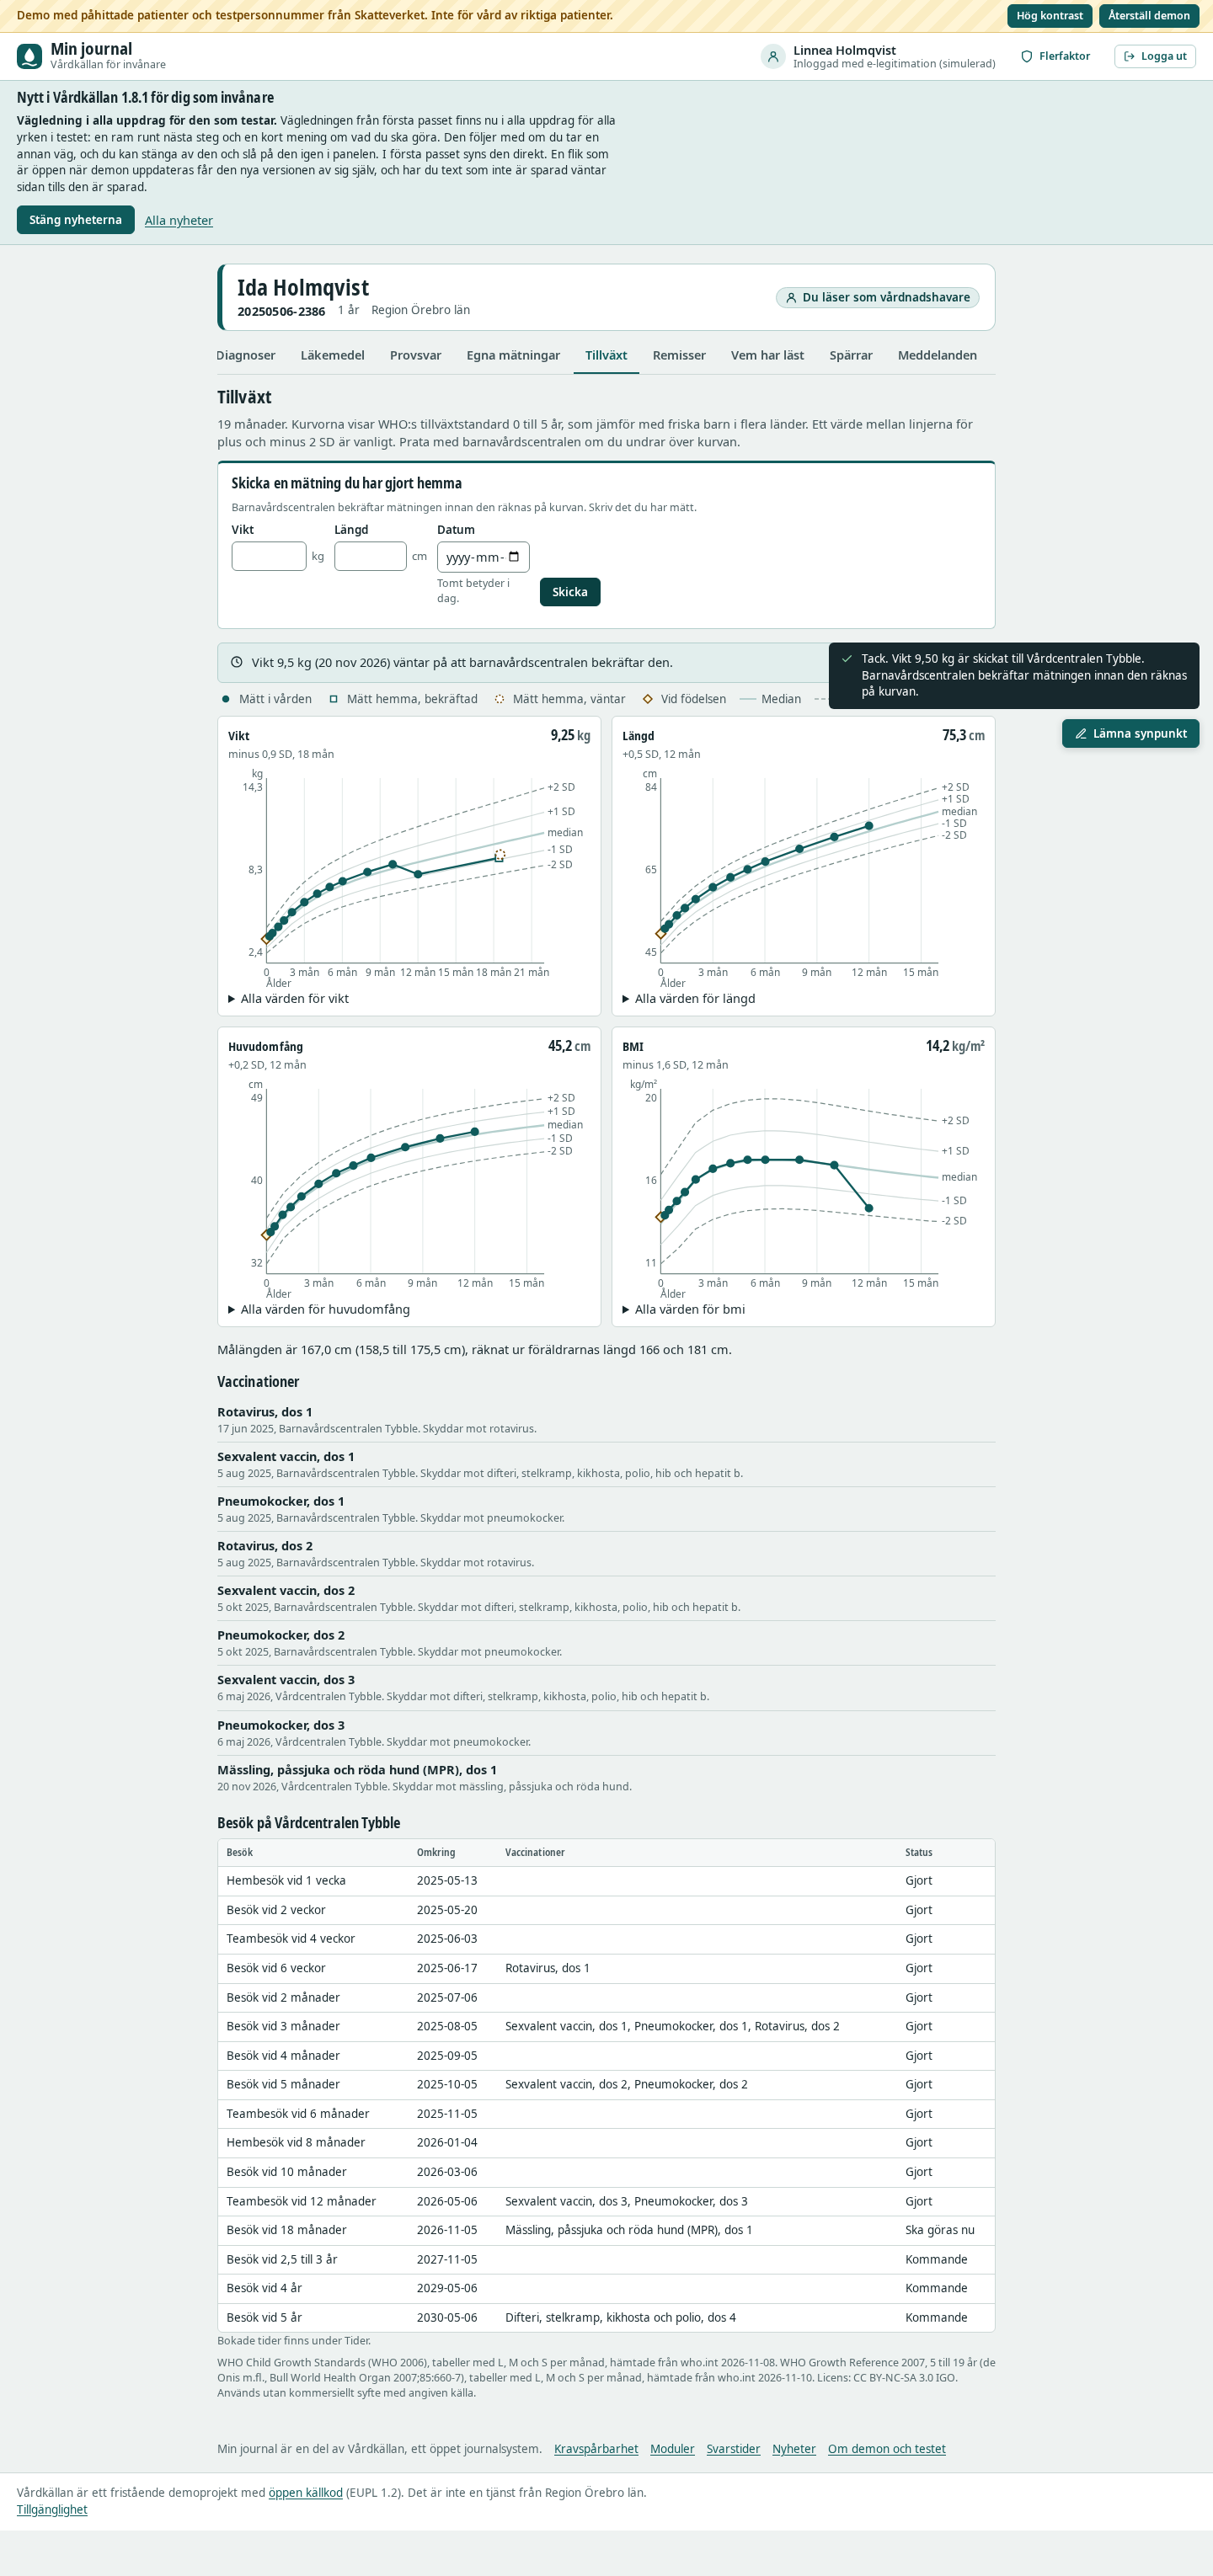 Demo med påhittade patienter och testpersonnummer från Skatteverket. Inte för vård av riktiga patienter.
Hög kontrast
Återställ demon
Min journal
Vårdkällan för invånare
Linnea Holmqvist
Inloggad med e-legitimation (simulerad)
Flerfaktor
Logga ut
Nytt i Vårdkällan 1.8.1 för dig som invånare
Vägledning i alla uppdrag för den som testar. Vägledningen från första passet finns nu i alla uppdrag för alla
yrken i testet: en ram runt nästa steg och en kort mening om vad du ska göra. Den följer med om du tar en
annan väg, och du kan stänga av den och slå på den igen i panelen. I första passet syns den direkt. En flik som
är öppen när demon uppdateras får den nya versionen av sig själv, och har du text som inte är sparad väntar
sidan tills den är sparad.
Stäng nyheterna
Alla nyheter
Ida Holmqvist
20250506-2386 1 år Region Örebro län
Du läser som vårdnadshavare
Diagnoser Läkemedel Provsvar Egna mätningar Tillväxt Remisser Vem har läst Spärrar Meddelanden
Tillväxt
19 månader. Kurvorna visar WHO:s tillväxtstandard 0 till 5 år, som jämför med friska barn i flera länder. Ett värde mellan linjerna för
plus och minus 2 SD är vanligt. Prata med barnavårdscentralen om du undrar över kurvan.
Skicka en mätning du har gjort hemma
Barnavårdscentralen bekräftar mätningen innan den räknas på kurvan. Skriv det du har mätt.
Vikt Längd Datum
kg cm yyyy-mm-
Tomt betyder i
dag.
Skicka
Vikt 9,5 kg (20 nov 2026) väntar på att barnavårdscentralen bekräftar den.
Tack. Vikt 9,50 kg är skickat till Vårdcentralen Tybble.
Barnavårdscentralen bekräftar mätningen innan den räknas
på kurvan.
Mätt i vården Mätt hemma, bekräftad Mätt hemma, väntar Vid födelsen Median
Lämna synpunkt
Vikt 9,25 kg
minus 0,9 SD, 18 mån
kg
14,3
8,3
2,4
+2 SD
+1 SD
median
-1 SD
-2 SD
0 3 mån 6 mån 9 mån 12 mån 15 mån 18 mån 21 mån
Ålder
Alla värden för vikt
Längd 75,3 cm
+0,5 SD, 12 mån
cm
84
65
45
+2 SD
+1 SD
median
-1 SD
-2 SD
0 3 mån 6 mån 9 mån 12 mån 15 mån
Ålder
Alla värden för längd
Huvudomfång 45,2 cm
+0,2 SD, 12 mån
cm
49
40
32
+2 SD
+1 SD
median
-1 SD
-2 SD
0 3 mån 6 mån 9 mån 12 mån 15 mån
Ålder
Alla värden för huvudomfång
BMI 14,2 kg/m²
minus 1,6 SD, 12 mån
kg/m²
20
16
11
+2 SD
+1 SD
median
-1 SD
-2 SD
0 3 mån 6 mån 9 mån 12 mån 15 mån
Ålder
Alla värden för bmi
Målängden är 167,0 cm (158,5 till 175,5 cm), räknat ur föräldrarnas längd 166 och 181 cm.
Vaccinationer
Rotavirus, dos 1
17 jun 2025, Barnavårdscentralen Tybble. Skyddar mot rotavirus.
Sexvalent vaccin, dos 1
5 aug 2025, Barnavårdscentralen Tybble. Skyddar mot difteri, stelkramp, kikhosta, polio, hib och hepatit b.
Pneumokocker, dos 1
5 aug 2025, Barnavårdscentralen Tybble. Skyddar mot pneumokocker.
Rotavirus, dos 2
5 aug 2025, Barnavårdscentralen Tybble. Skyddar mot rotavirus.
Sexvalent vaccin, dos 2
5 okt 2025, Barnavårdscentralen Tybble. Skyddar mot difteri, stelkramp, kikhosta, polio, hib och hepatit b.
Pneumokocker, dos 2
5 okt 2025, Barnavårdscentralen Tybble. Skyddar mot pneumokocker.
Sexvalent vaccin, dos 3
6 maj 2026, Vårdcentralen Tybble. Skyddar mot difteri, stelkramp, kikhosta, polio, hib och hepatit b.
Pneumokocker, dos 3
6 maj 2026, Vårdcentralen Tybble. Skyddar mot pneumokocker.
Mässling, påssjuka och röda hund (MPR), dos 1
20 nov 2026, Vårdcentralen Tybble. Skyddar mot mässling, påssjuka och röda hund.
Besök på Vårdcentralen Tybble
Besök Omkring Vaccinationer Status
Hembesök vid 1 vecka 2025-05-13 Gjort
Besök vid 2 veckor 2025-05-20 Gjort
Teambesök vid 4 veckor 2025-06-03 Gjort
Besök vid 6 veckor 2025-06-17 Rotavirus, dos 1 Gjort
Besök vid 2 månader 2025-07-06 Gjort
Besök vid 3 månader 2025-08-05 Sexvalent vaccin, dos 1, Pneumokocker, dos 1, Rotavirus, dos 2 Gjort
Besök vid 4 månader 2025-09-05 Gjort
Besök vid 5 månader 2025-10-05 Sexvalent vaccin, dos 2, Pneumokocker, dos 2 Gjort
Teambesök vid 6 månader 2025-11-05 Gjort
Hembesök vid 8 månader 2026-01-04 Gjort
Besök vid 10 månader 2026-03-06 Gjort
Teambesök vid 12 månader 2026-05-06 Sexvalent vaccin, dos 3, Pneumokocker, dos 3 Gjort
Besök vid 18 månader 2026-11-05 Mässling, påssjuka och röda hund (MPR), dos 1 Ska göras nu
Besök vid 2,5 till 3 år 2027-11-05 Kommande
Besök vid 4 år 2029-05-06 Kommande
Besök vid 5 år 2030-05-06 Difteri, stelkramp, kikhosta och polio, dos 4 Kommande
Bokade tider finns under Tider.
WHO Child Growth Standards (WHO 2006), tabeller med L, M och S per månad, hämtade från who.int 2026-11-08. WHO Growth Reference 2007, 5 till 19 år (de
Onis m.fl., Bull World Health Organ 2007;85:660-7), tabeller med L, M och S per månad, hämtade från who.int 2026-11-10. Licens: CC BY-NC-SA 3.0 IGO.
Används utan kommersiellt syfte med angiven källa.
Min journal är en del av Vårdkällan, ett öppet journalsystem. Kravspårbarhet Moduler Svarstider Nyheter Om demon och testet
Vårdkällan är ett fristående demoprojekt med öppen källkod (EUPL 1.2). Det är inte en tjänst från Region Örebro län.
Tillgänglighet